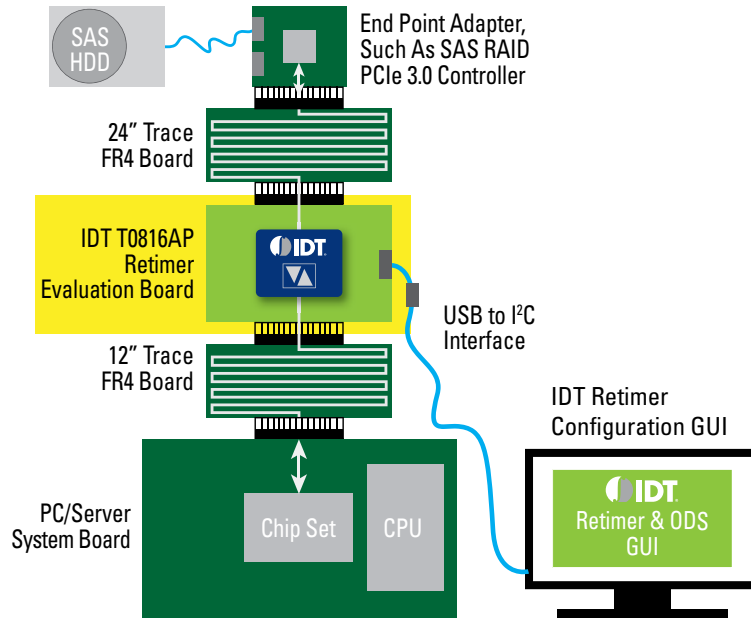 SAS
HDD
End Point Adapter,
Such As SAS RAID
PCIe 3.0 Controller
24” Trace
FR4 Board
IDT T0816AP
Retimer
Evaluation Board
IDT.
USB to I²C
Interface
12” Trace
FR4 Board
IDT Retimer
Configuration GUI
PC/Server
System Board
Chip Set
CPU
IDT.
Retimer & ODS
GUI